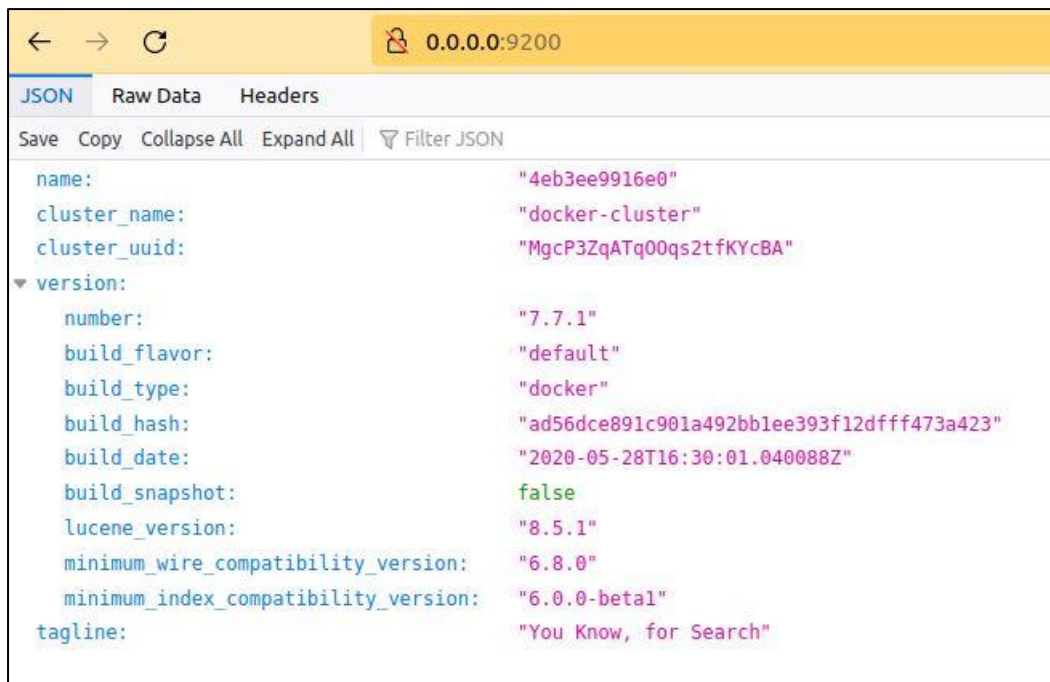 0.0.0.0:9200
JSON Raw Data Headers
Save Copy Collapse All Expand All Filter JSON
name: "4eb3ee9916e0"
cluster_name: "docker-cluster"
cluster_uuid: "MgcP3ZqATqOOqs2tfKYcBA"
version:
number: "7.7.1"
build_flavor: "default"
build_type: "docker"
build_hash: "ad56dce891c901a492bb1ee393f12dfff473a423"
build_date: "2020-05-28T16:30:01.040088Z"
build_snapshot: false
lucene_version: "8.5.1"
minimum_wire_compatibility_version: "6.8.0"
minimum_index_compatibility_version: "6.0.0-beta1"
tagline: "You Know, for Search"